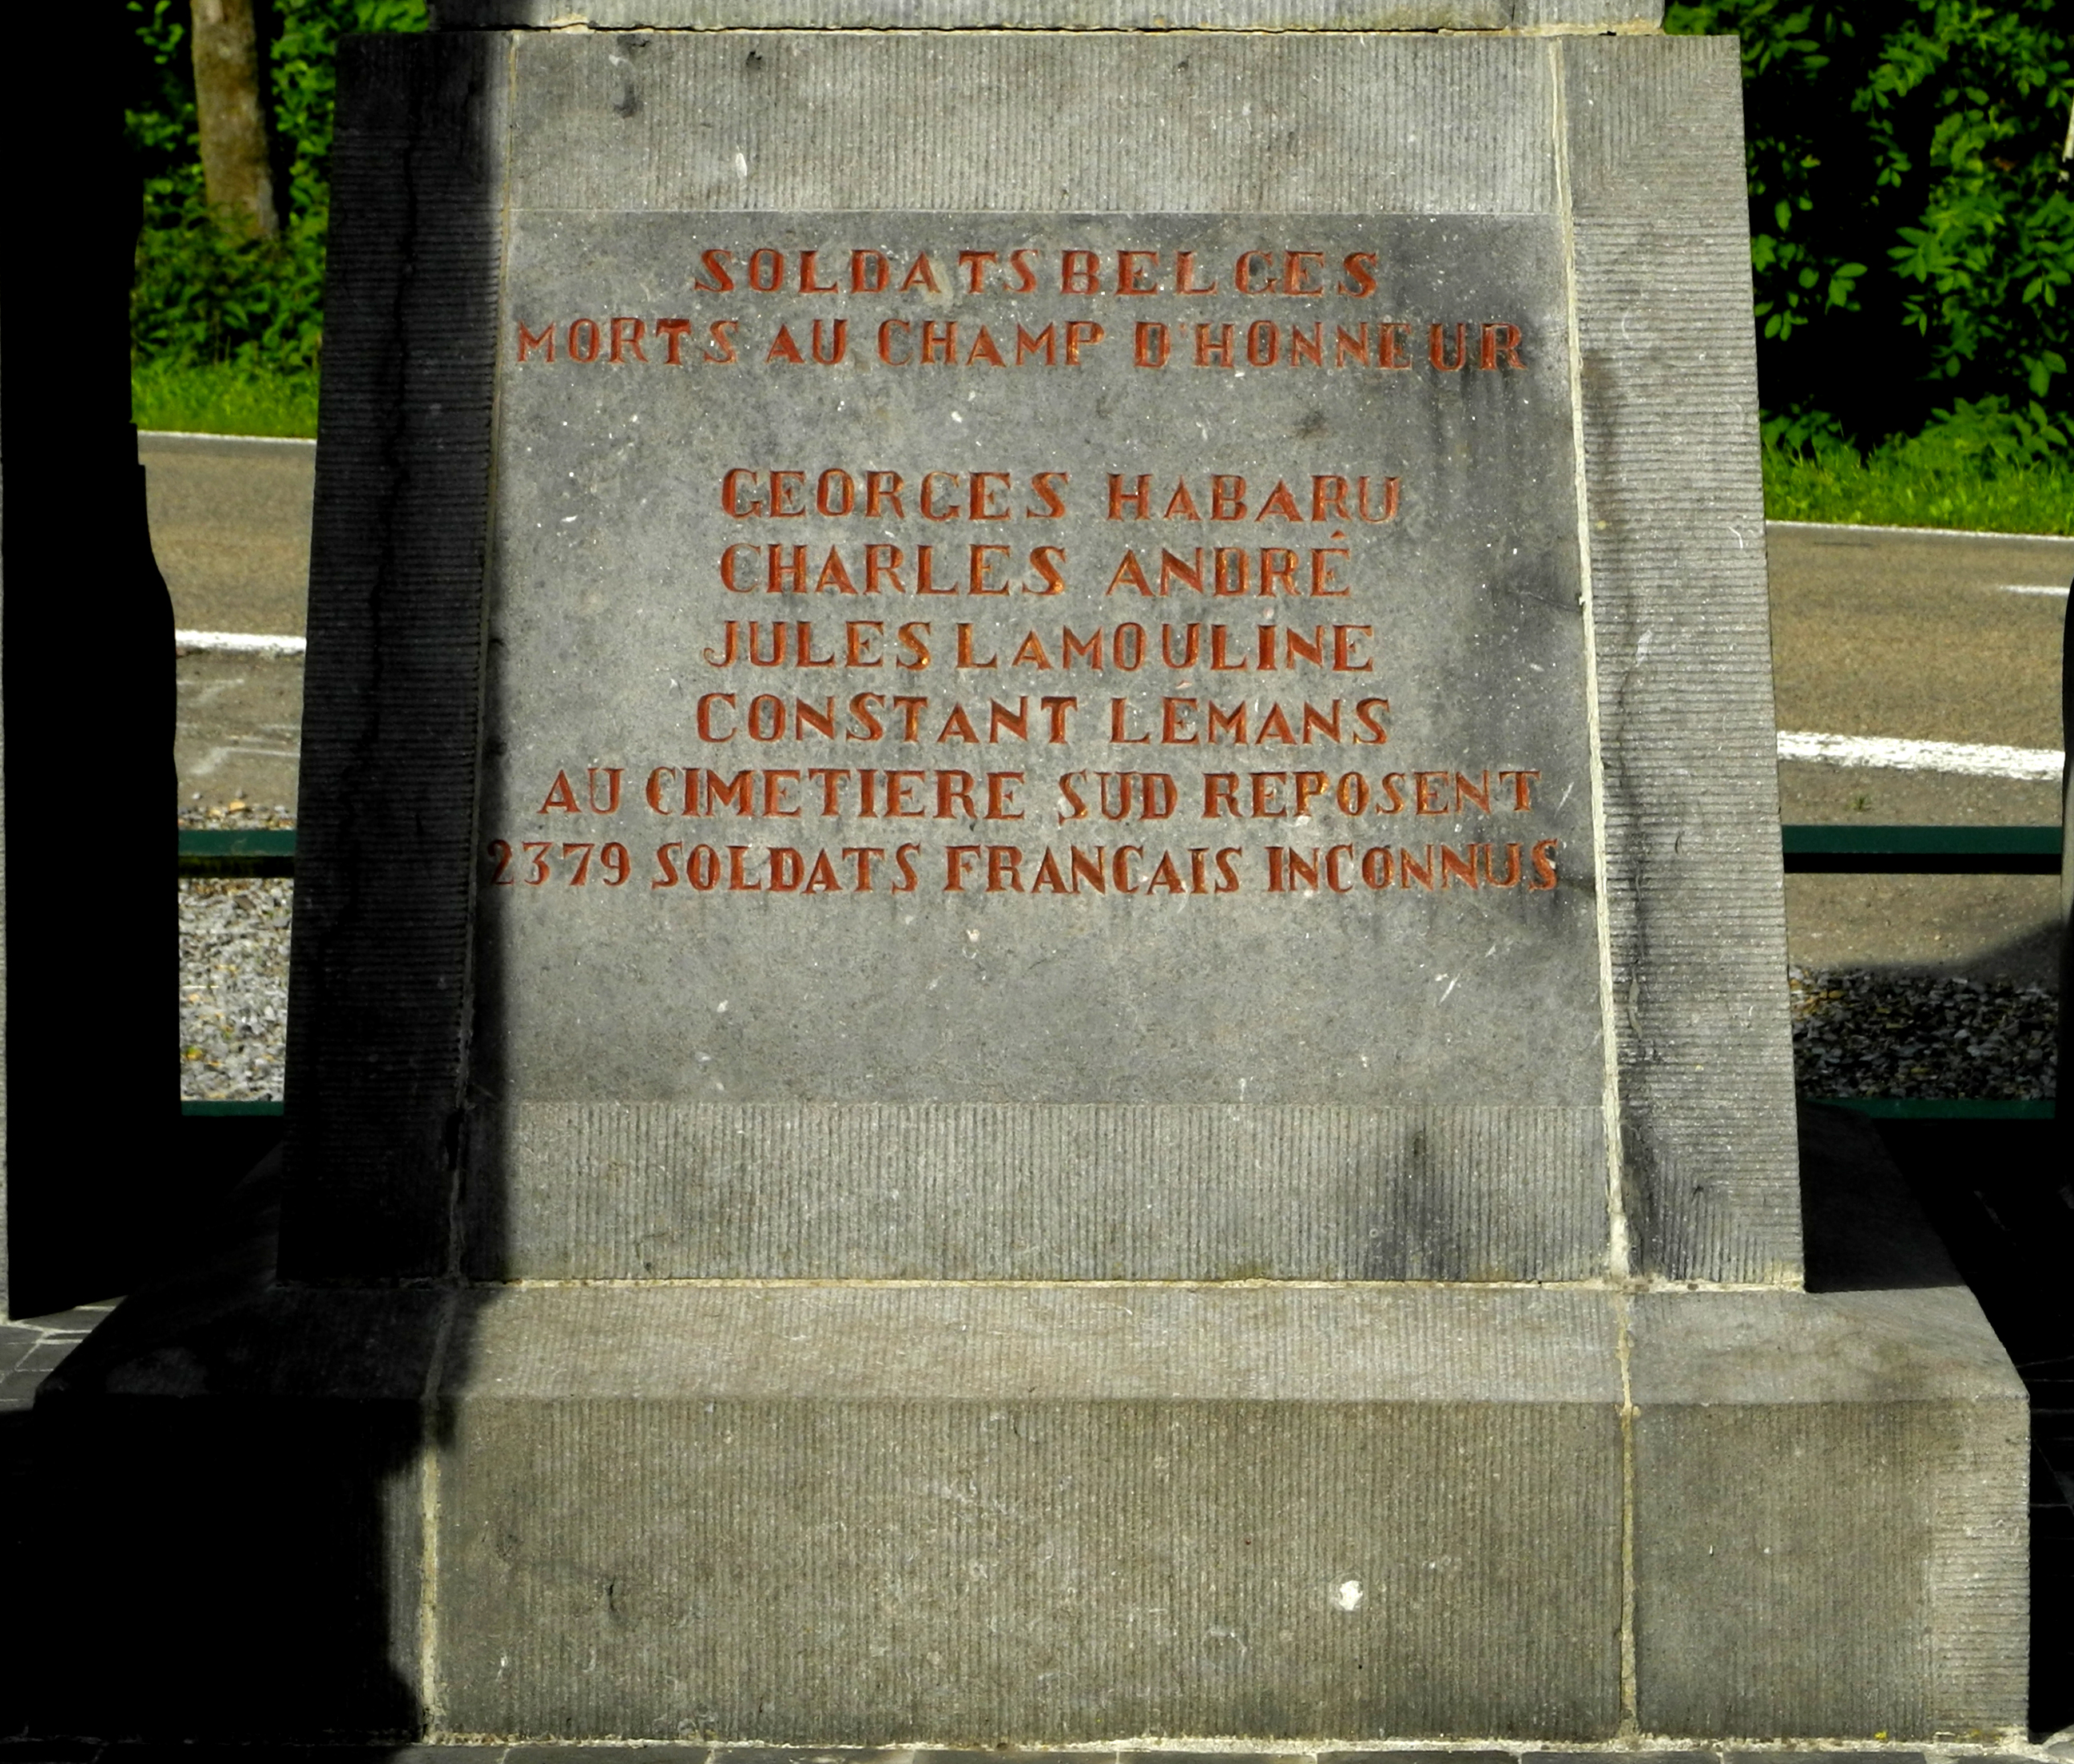 SOLDATS BELGES
MORTS AU CHAMP D'HONNEUR
GEORGES HABARU
CHARLES ANDRÉ
JULES LAMOULINE
CONSTANT LEMANS
AU CIMETIERE SUD REPOSENT
2379 SOLDATS FRANCAIS INCONNUS